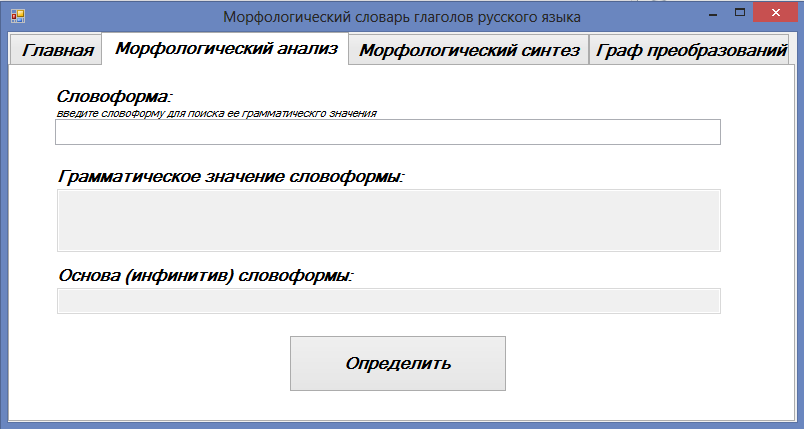 Морфологический словарь глаголов русского языка
Главная Морфологический анализ Морфологический синтез Граф преобразований
Словоформа:
введите словоформу для поиска ее грамматическго значения
Грамматическое значение словоформы:
Основа (инфинитив) словоформы:
Определить